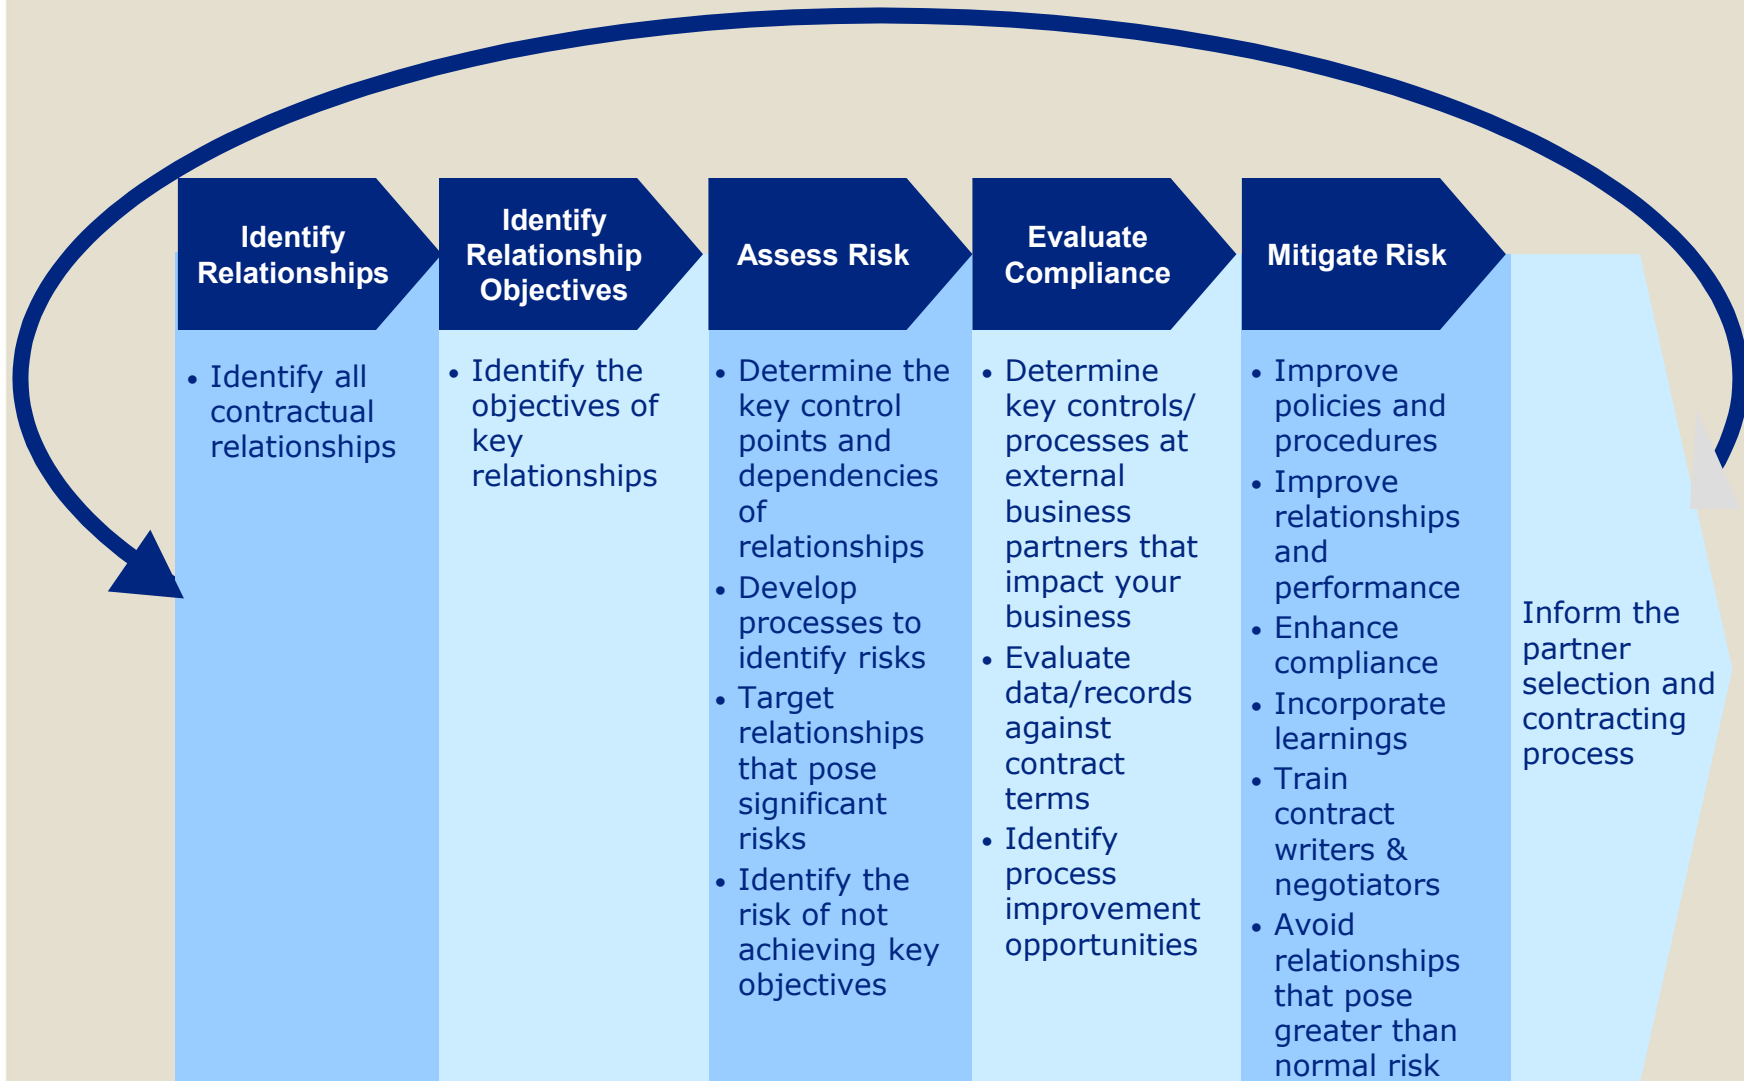 Identify
Relationships
Identify
Relationship
Objectives
Assess Risk
Evaluate
Compliance
Mitigate Risk
• Identify all
contractual
relationships
• Identify the
objectives of
key
relationships
• Determine the
key control
points and
dependencies
of
relationships
• Develop
processes to
identify risks
• Target
relationships
that pose
significant
risks
• Identify the
risk of not
achieving key
objectives
• Determine
key controls/
processes at
external
business
partners that
impact your
business
• Evaluate
data/records
against
contract
terms
• Identify
process
improvement
opportunities
• Improve
policies and
procedures
• Improve
relationships
and
performance
• Enhance
compliance
• Incorporate
learnings
• Train
contract
writers &
negotiators
• Avoid
relationships
that pose
greater than
normal risk
Inform the
partner
selection and
contracting
process